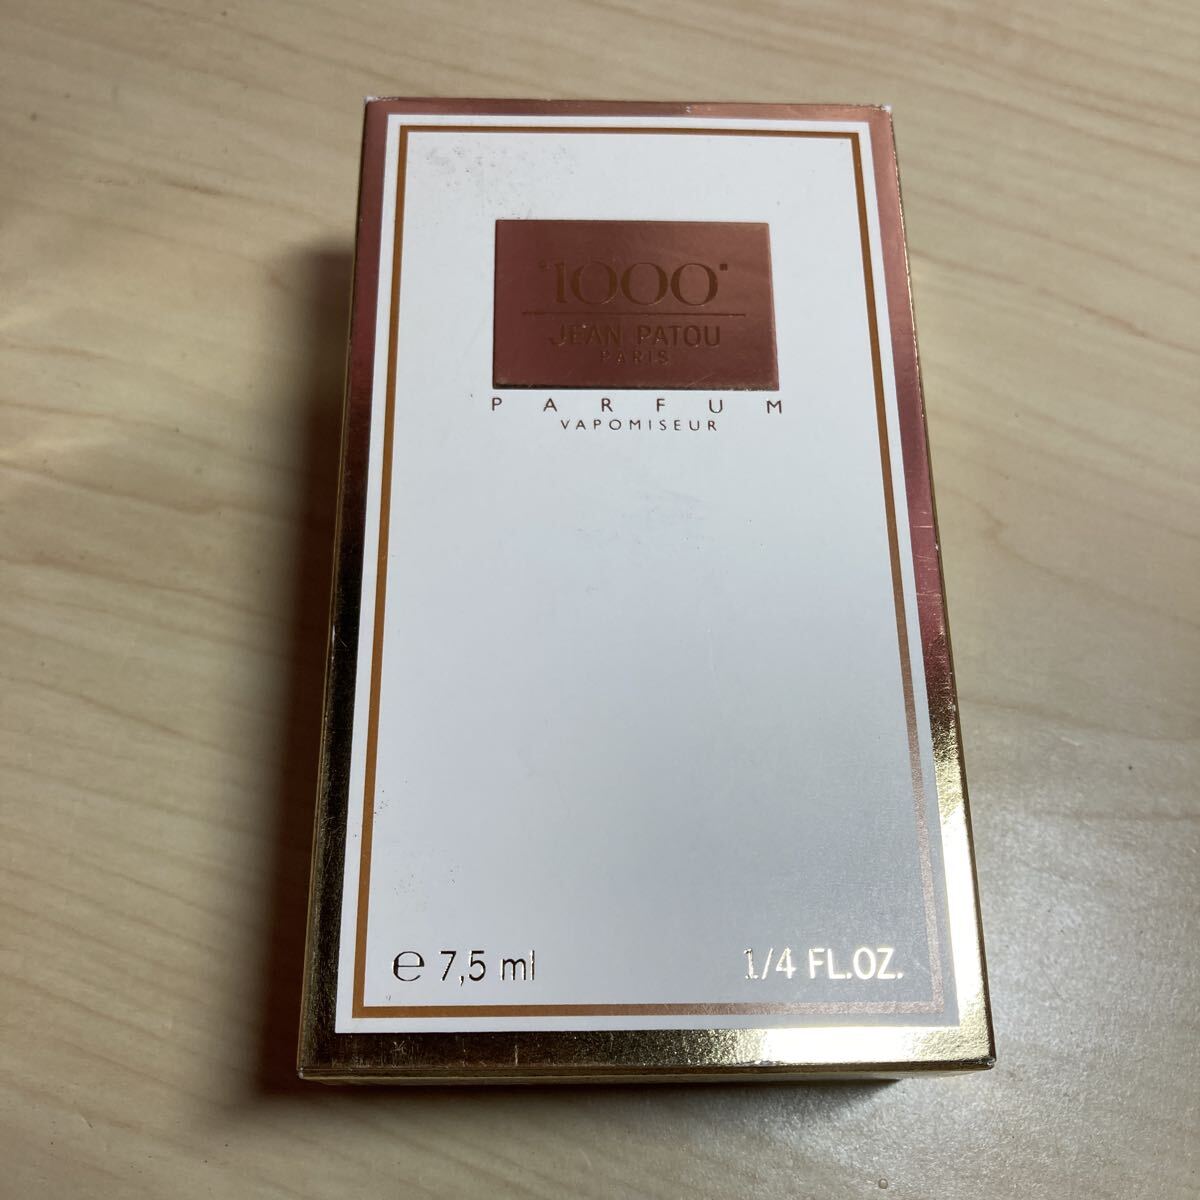 "1000"
JEAN PATOU
PARIS
PARFUM
VAPOMISEUR
℮ 7,5 ml
1/4 FL.OZ.